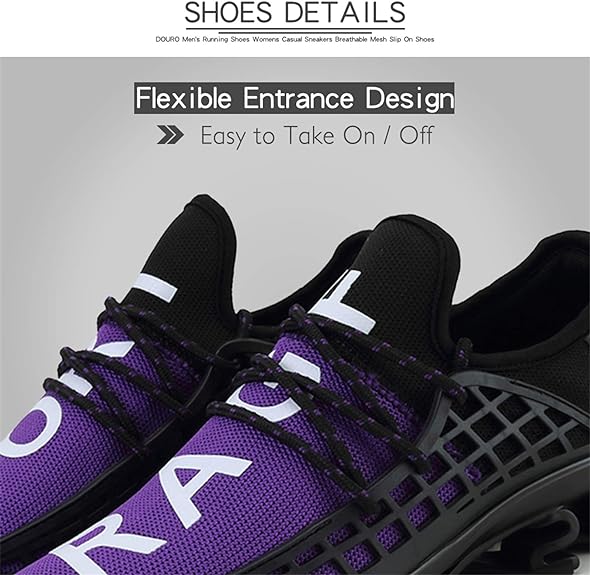 SHOES DETAILS
DOURO Men's Running Shoes Womens Casual Sneakers Breathable Mesh Slip On Shoes
Flexible Entrance Design
Easy to Take On / Off
R A